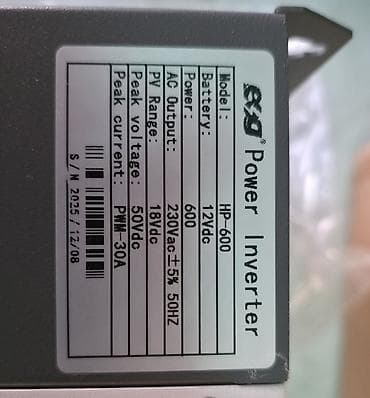 ® Power Inverter
Model: HP-600
Battery: 12Vdc
Power: 600
AC Output: 230Vac±5% 50HZ
PV Range: 18Vdc
Peak voltage: 50Vdc
Peak current: PWM-30A
S/N 2025/12/08